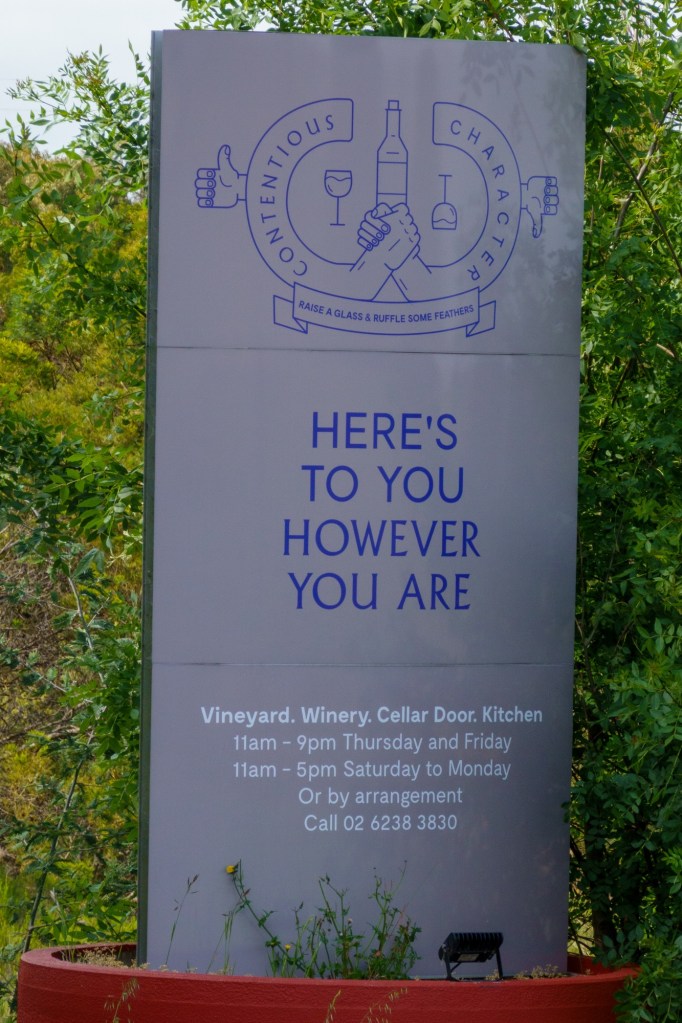 CONTENTIOUS CHARACTER
RAISE A GLASS & RUFFLE SOME FEATHERS
HERE'S
TO YOU
HOWEVER
YOU ARE
Vineyard. Winery. Cellar Door. Kitchen
11am – 9pm Thursday and Friday
11am – 5pm Saturday to Monday
Or by arrangement
Call 02 6238 3830